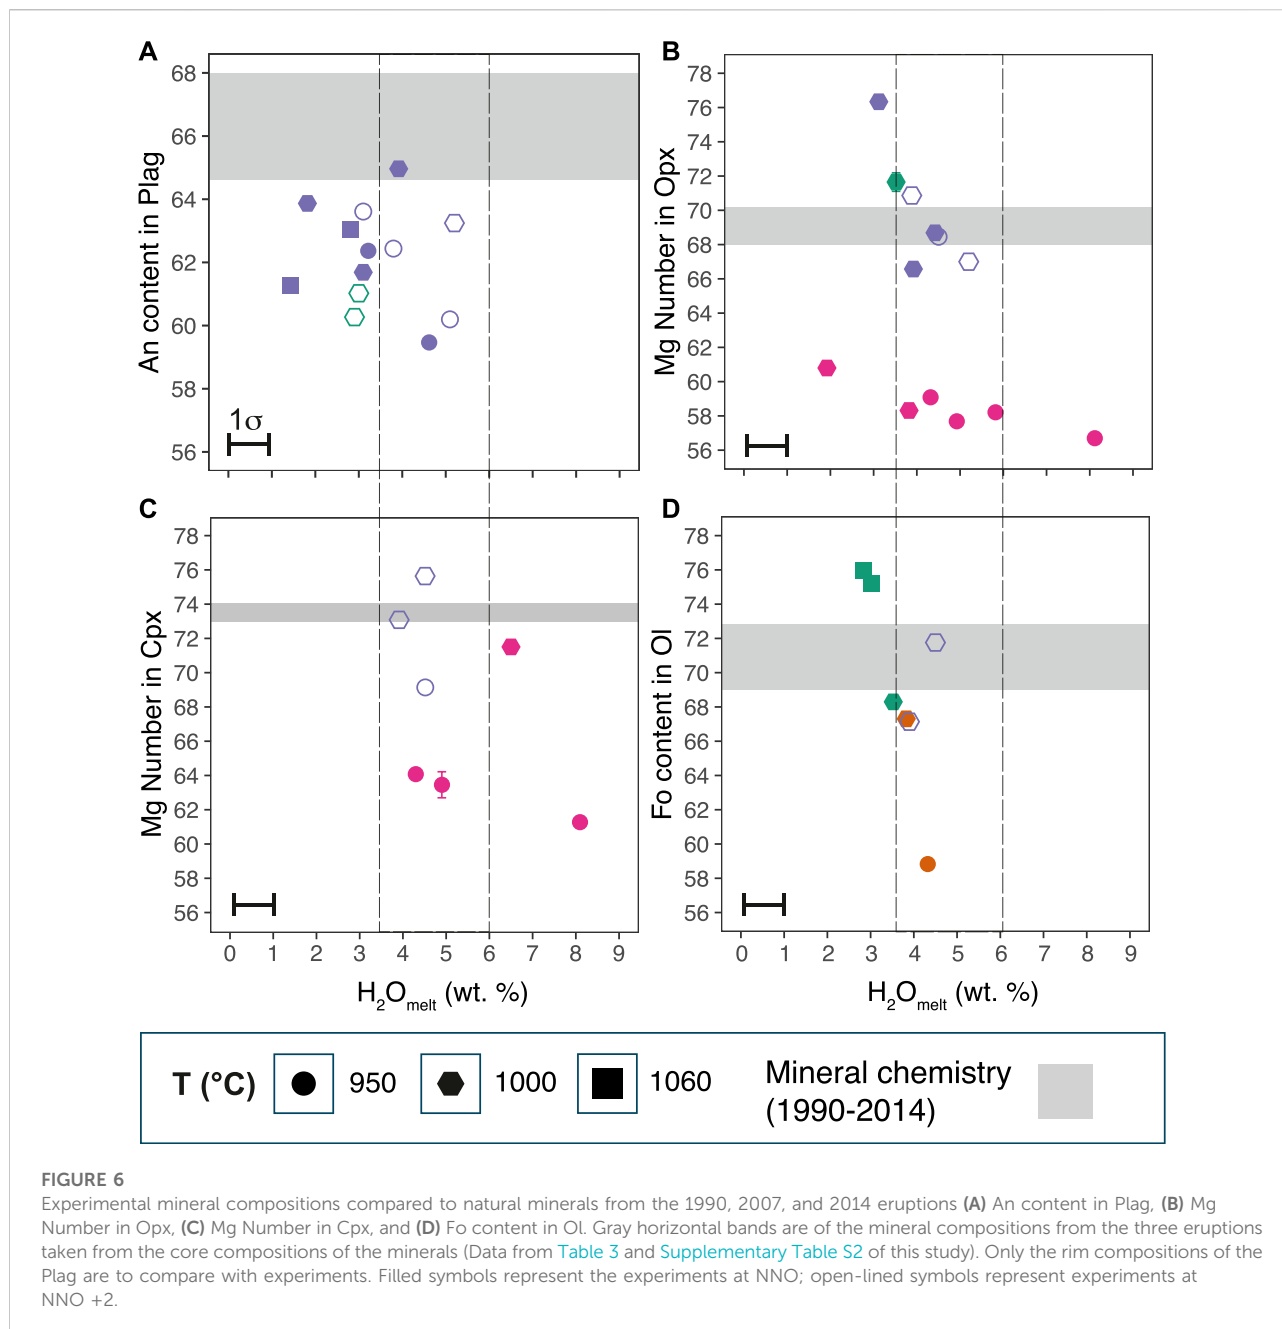 A
68
66
64
62
60
58
56
An content in Plag
1σ
B
78
76
74
72
70
68
66
64
62
60
58
56
Mg Number in Opx
C
78
76
74
72
70
68
66
64
62
60
58
56
Mg Number in Cpx
0 1 2 3 4 5 6 7 8 9
H₂Omelt (wt. %)
D
78
76
74
72
70
68
66
64
62
60
58
56
Fo content in Ol
0 1 2 3 4 5 6 7 8 9
H₂Omelt (wt. %)
T (°C) 950 1000 1060
Mineral chemistry
(1990-2014)
FIGURE 6
Experimental mineral compositions compared to natural minerals from the 1990, 2007, and 2014 eruptions (A) An content in Plag, (B) Mg
Number in Opx, (C) Mg Number in Cpx, and (D) Fo content in Ol. Gray horizontal bands are of the mineral compositions from the three eruptions
taken from the core compositions of the minerals (Data from Table 3 and Supplementary Table S2 of this study). Only the rim compositions of the
Plag are to compare with experiments. Filled symbols represent the experiments at NNO; open-lined symbols represent experiments at
NNO +2.